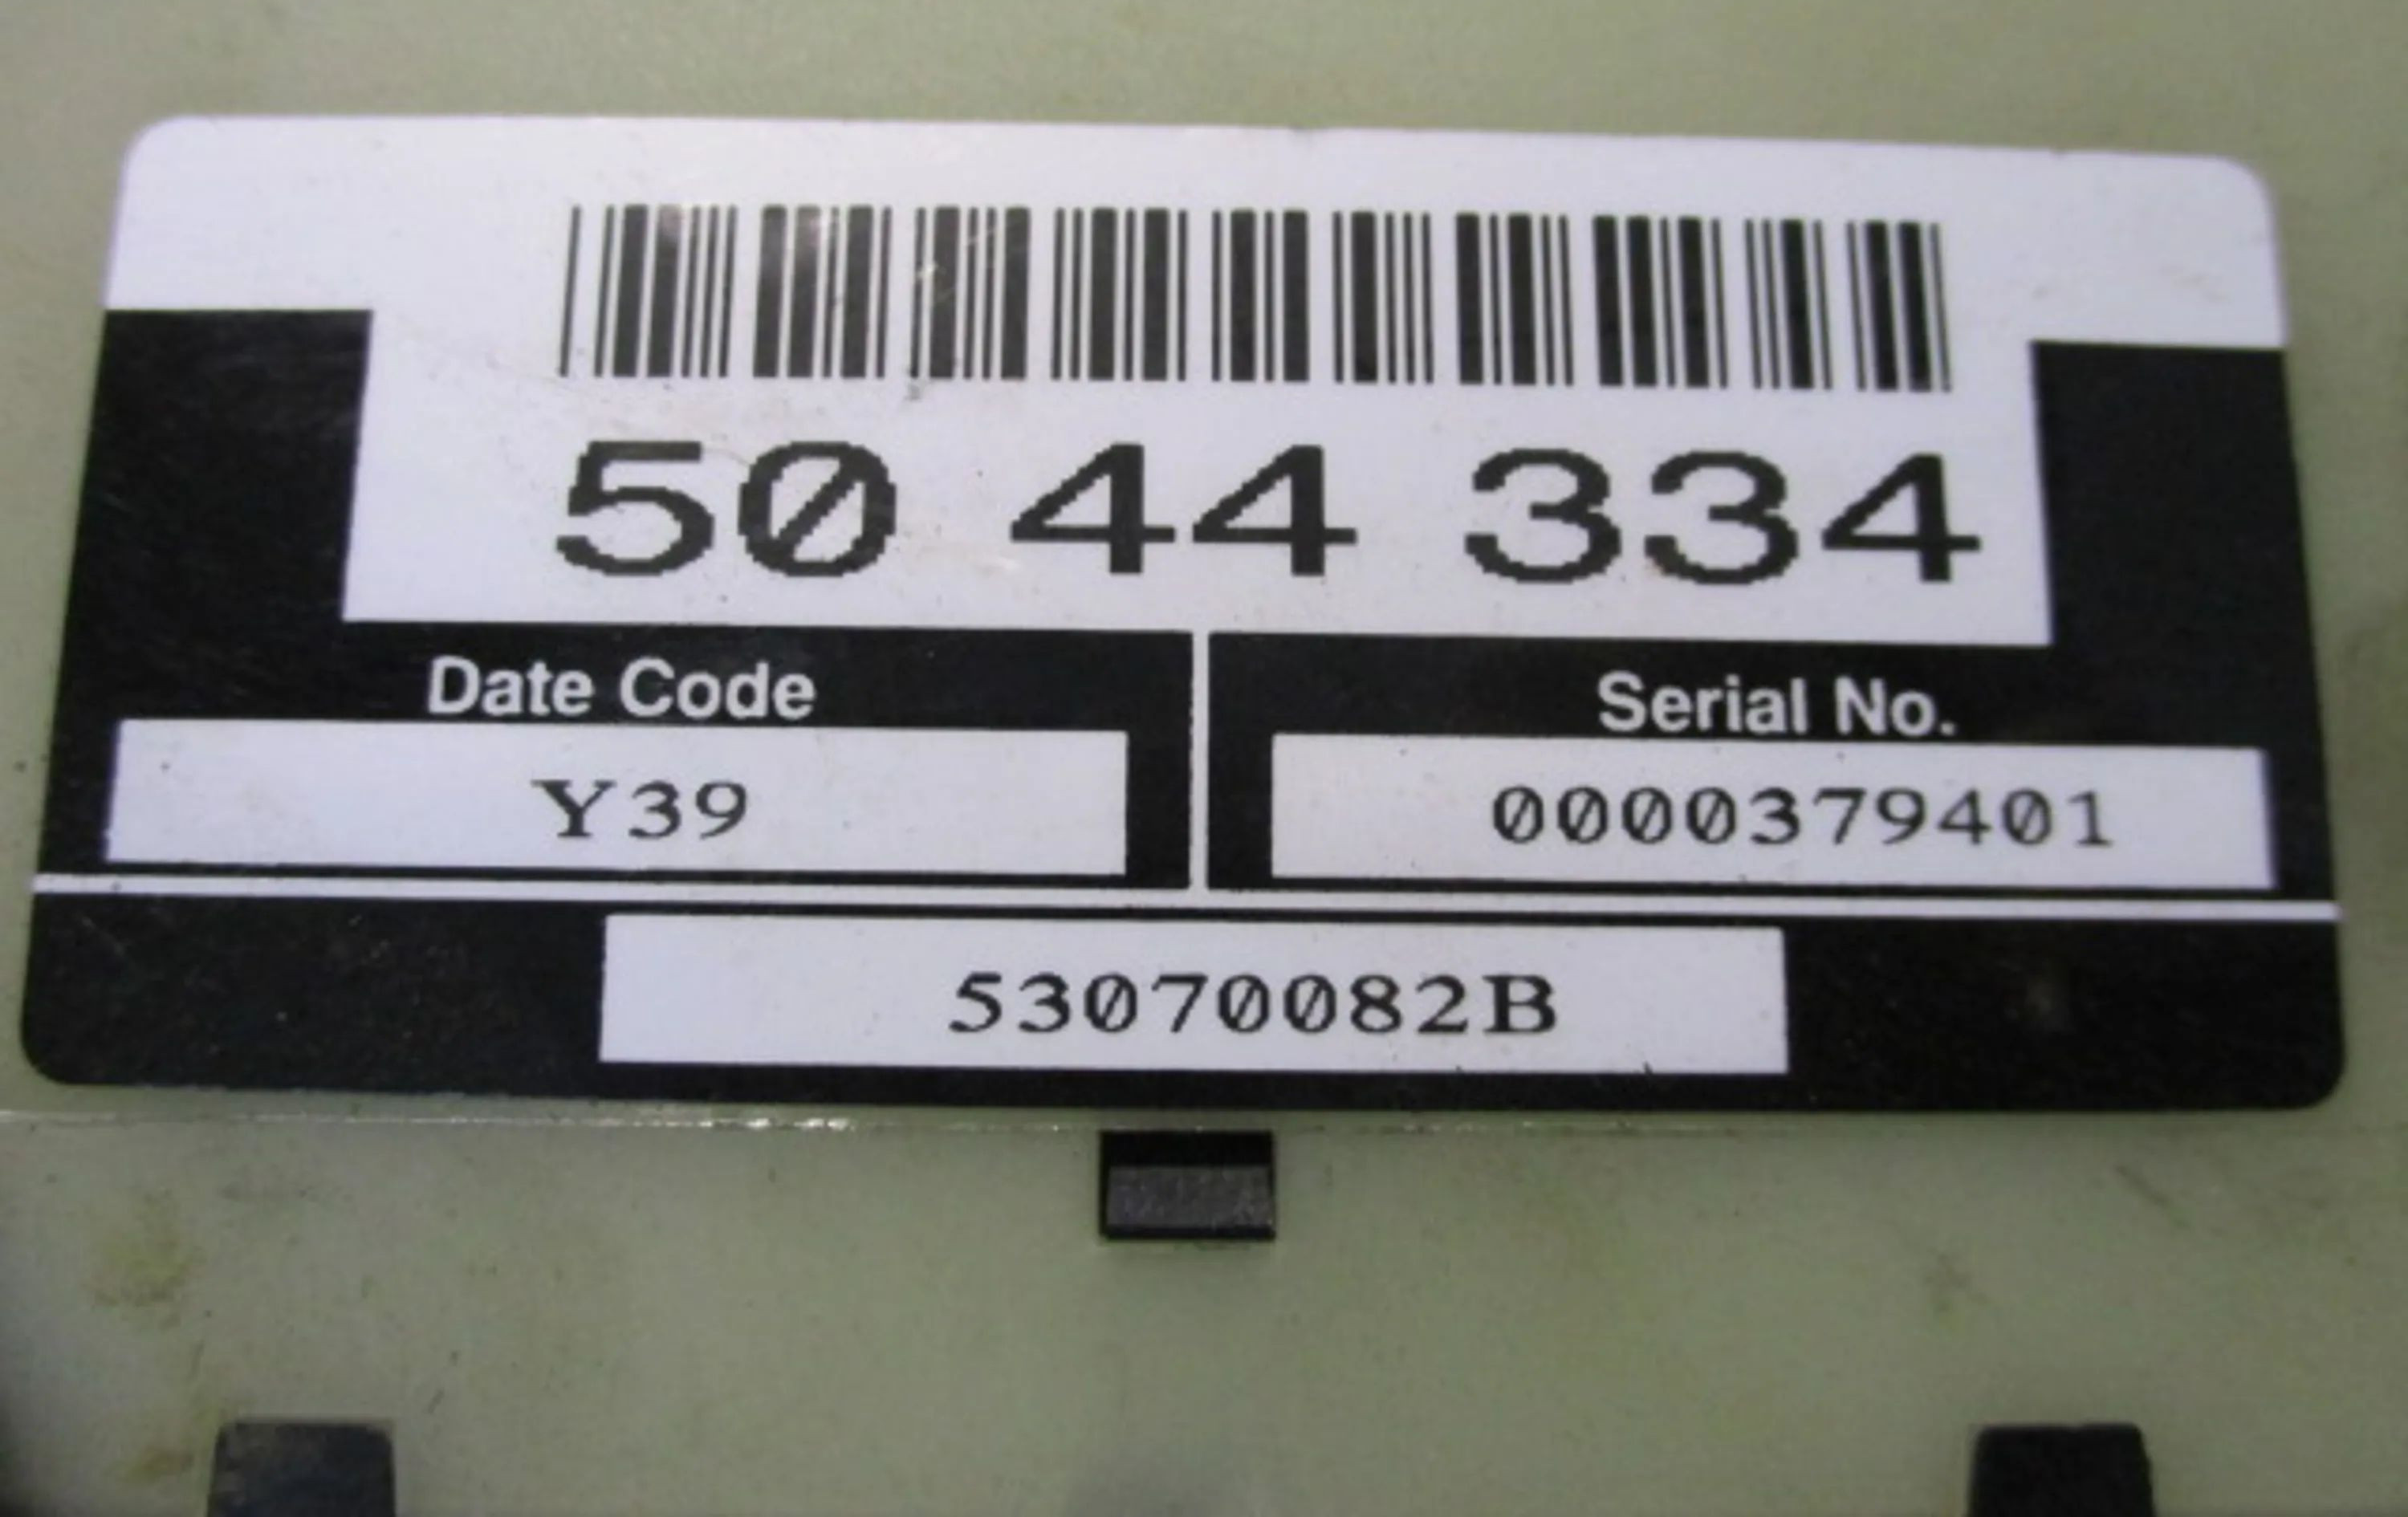 50 44 334
Date Code
Serial No.
Y39
0000379401
53070082B